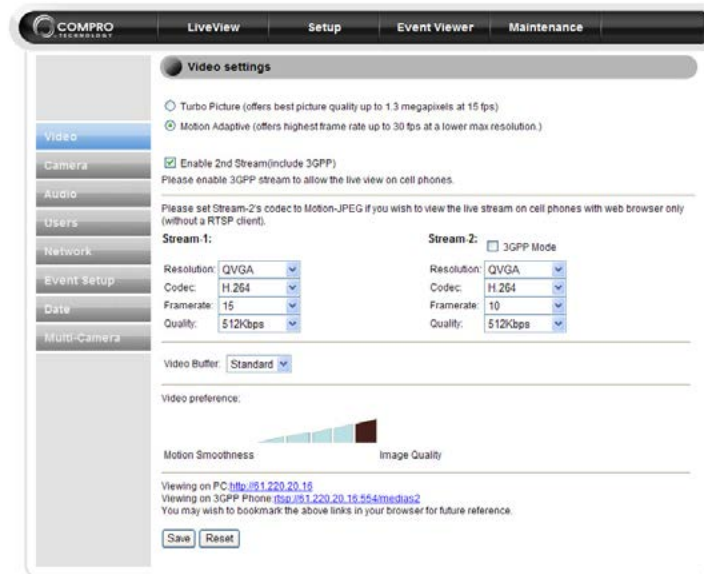 COMPRO
TECHNOLOGY
LiveView Setup Event Viewer Maintenance
Video settings
Turbo Picture (offers best picture quality up to 1.3 megapixels at 15 fps)
Motion Adaptive (offers highest frame rate up to 30 fps at a lower max resolution.)
Video
Camera
Audio
Users
Network
Event Setup
Date
Multi-Camera
Enable 2nd Stream(include 3GPP)
Please enable 3GPP stream to allow the live view on cell phones.
Please set Stream-2's codec to Motion-JPEG if you wish to view the live stream on cell phones with web browser only
(without a RTSP client).
Stream-1: Stream-2: 3GPP Mode
Resolution: QVGA Resolution: QVGA
Codec: H.264 Codec: H.264
Framerate: 15 Framerate: 10
Quality: 512Kbps Quality: 512Kbps
Video Buffer: Standard
Video preference:
Motion Smoothness Image Quality
Viewing on PC:http://61.220.20.16
Viewing on 3GPP Phone:rtsp://61.220.20.16:554/medias2
You may wish to bookmark the above links in your browser for future reference.
Save Reset